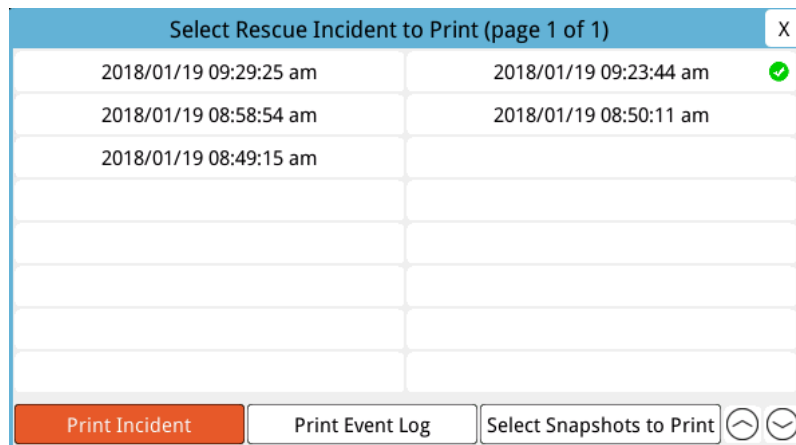 Select Rescue Incident to Print (page 1 of 1) X
2018/01/19 09:29:25 am 2018/01/19 09:23:44 am
2018/01/19 08:58:54 am 2018/01/19 08:50:11 am
2018/01/19 08:49:15 am
Print Incident Print Event Log Select Snapshots to Print